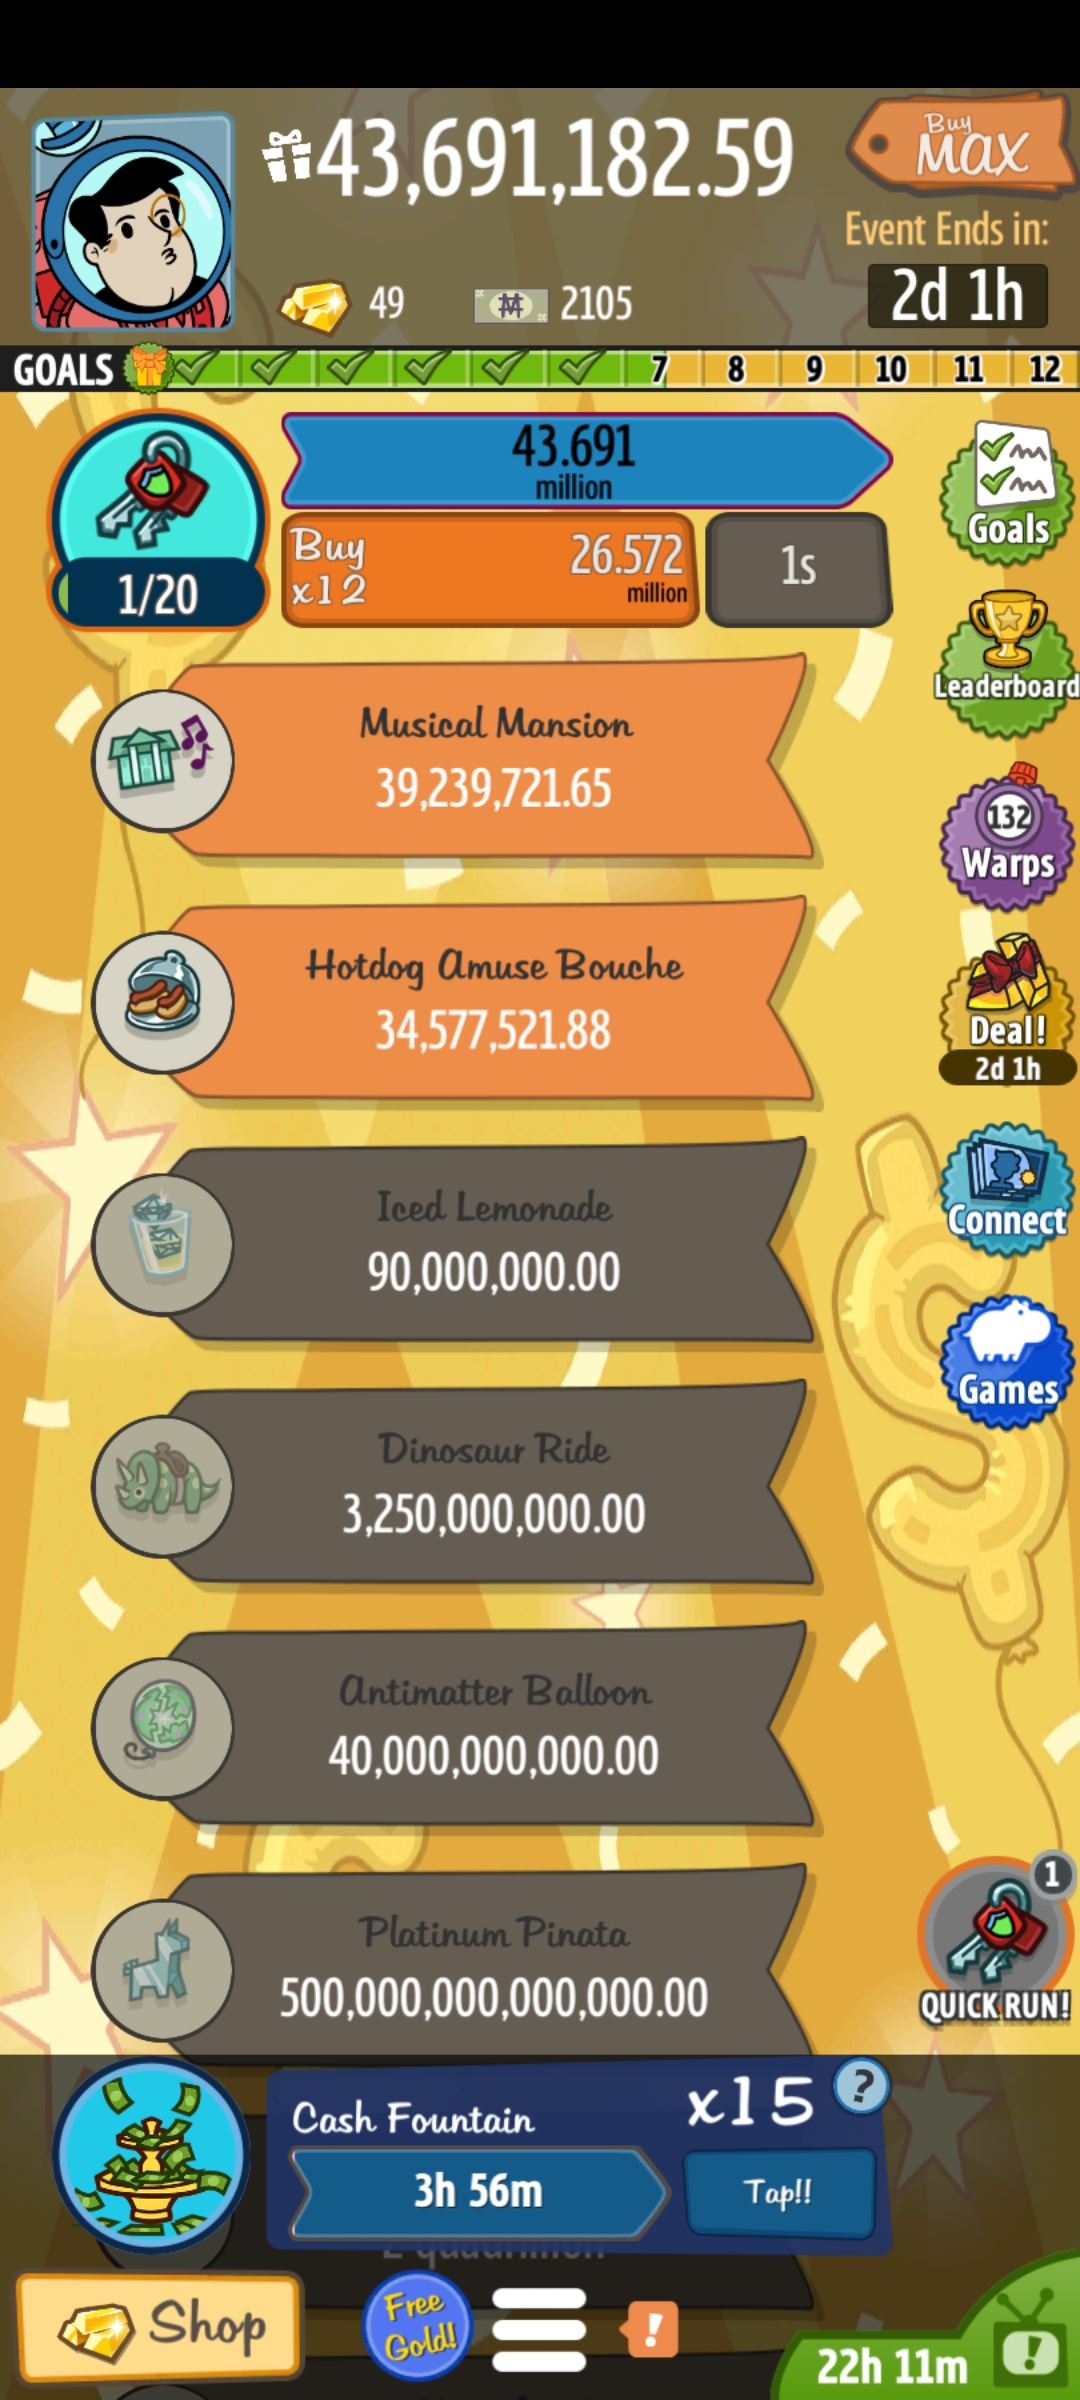 43,691,182.59
Buy
MAX
Event Ends in:
2d 1h
49
2105
GOALS
7 8 9 10 11 12
43.691
million
Buy
x12
26.572
million
1s
1/20
Goals
Leaderboard
Musical Mansion
39,239,721.65
132
Warps
Hotdog Amuse Bouche
34,577,521.88
Deal!
2d 1h
Iced Lemonade
90,000,000.00
Connect
Games
Dinosaur Ride
3,250,000,000.00
Antimatter Balloon
40,000,000,000.00
Platinum Pinata
500,000,000,000,000.00
1
QUICK RUN!
Cash Fountain
x15
?
3h 56m
Tap!!
Shop
Free
Gold!
!
22h 11m
!